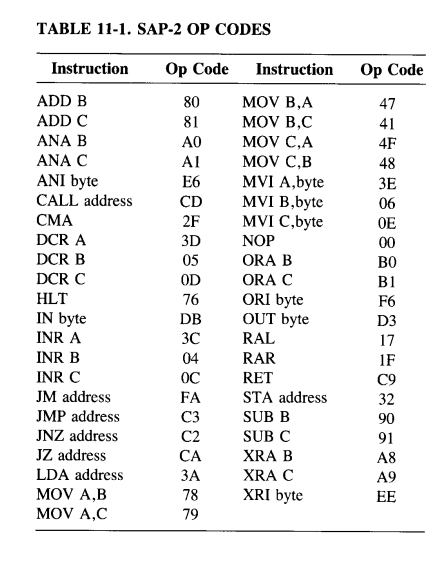 TABLE 11-1. SAP-2 OP CODES
Instruction Op Code Instruction Op Code
ADD B 80 MOV B,A 47
ADD C 81 MOV B,C 41
ANA B A0 MOV C,A 4F
ANA C A1 MOV C,B 48
ANI byte E6 MVI A,byte 3E
CALL address CD MVI B,byte 06
CMA 2F MVI C,byte 0E
DCR A 3D NOP 00
DCR B 05 ORA B B0
DCR C 0D ORA C B1
HLT 76 ORI byte F6
IN byte DB OUT byte D3
INR A 3C RAL 17
INR B 04 RAR 1F
INR C 0C RET C9
JM address FA STA address 32
JMP address C3 SUB B 90
JNZ address C2 SUB C 91
JZ address CA XRA B A8
LDA address 3A XRA C A9
MOV A,B 78 XRI byte EE
MOV A,C 79